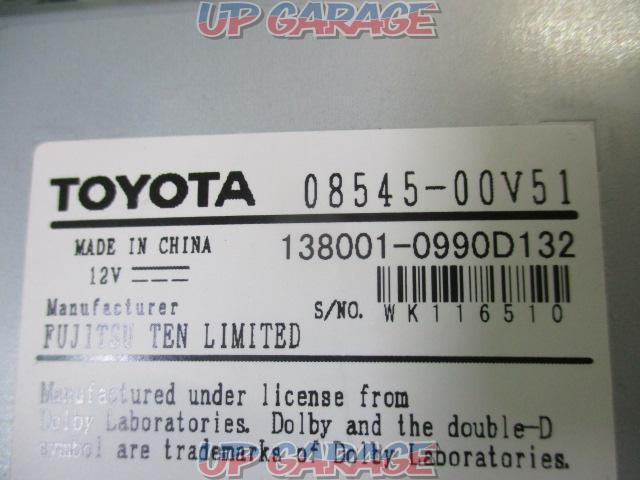 UP GARAGE
TOYOTA 08545-00V51
MADE IN CHINA 138001-0990D132
12V
Manufacturer S/NO. WK116510
FUJITSU TEN LIMITED
Manufactured under license from
Dolby Laboratories. Dolby and the double-D
symbol are trademarks of Dolby Laboratories.
UP GARAGE